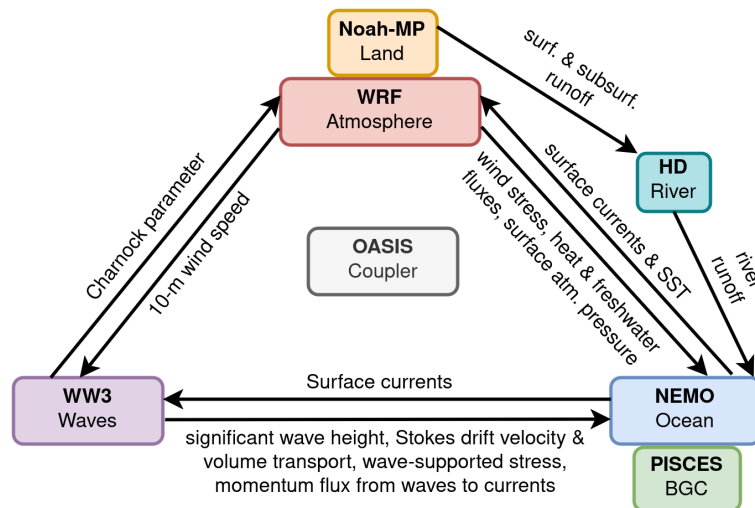 Noah-MP
Land
surf. & subsurf.
runoff
WRF
Atmosphere
HD
River
Charnock parameter
10-m wind speed
surface currents & SST
wind stress, heat & freshwater
fluxes, surface atm. pressure
river
runoff
OASIS
Coupler
WW3
Waves
Surface currents
NEMO
Ocean
significant wave height, Stokes drift velocity &
volume transport, wave-supported stress,
momentum flux from waves to currents
PISCES
BGC